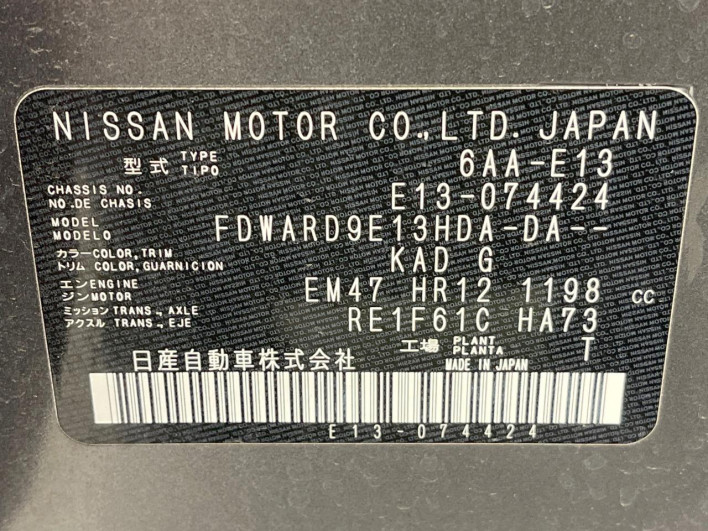 NISSAN MOTOR CO.,LTD. JAPAN
型式 TYPE TIPO 6AA-E13
CHASSIS NO. NO.DE CHASIS E13-074424
MODEL MODELO FDWARD9E13HDA-DA--
カラー COLOR,TRIM トリム COLOR,GUARNICION KAD G
エンジン ENGINE MOTOR EM47 HR12 1198 cc
ミッション TRANS.,AXLE アクスル TRANS.,EJE RE1F61C HA73
工場 PLANT PLANTA T
日産自動車株式会社 MADE IN JAPAN
E13-074424